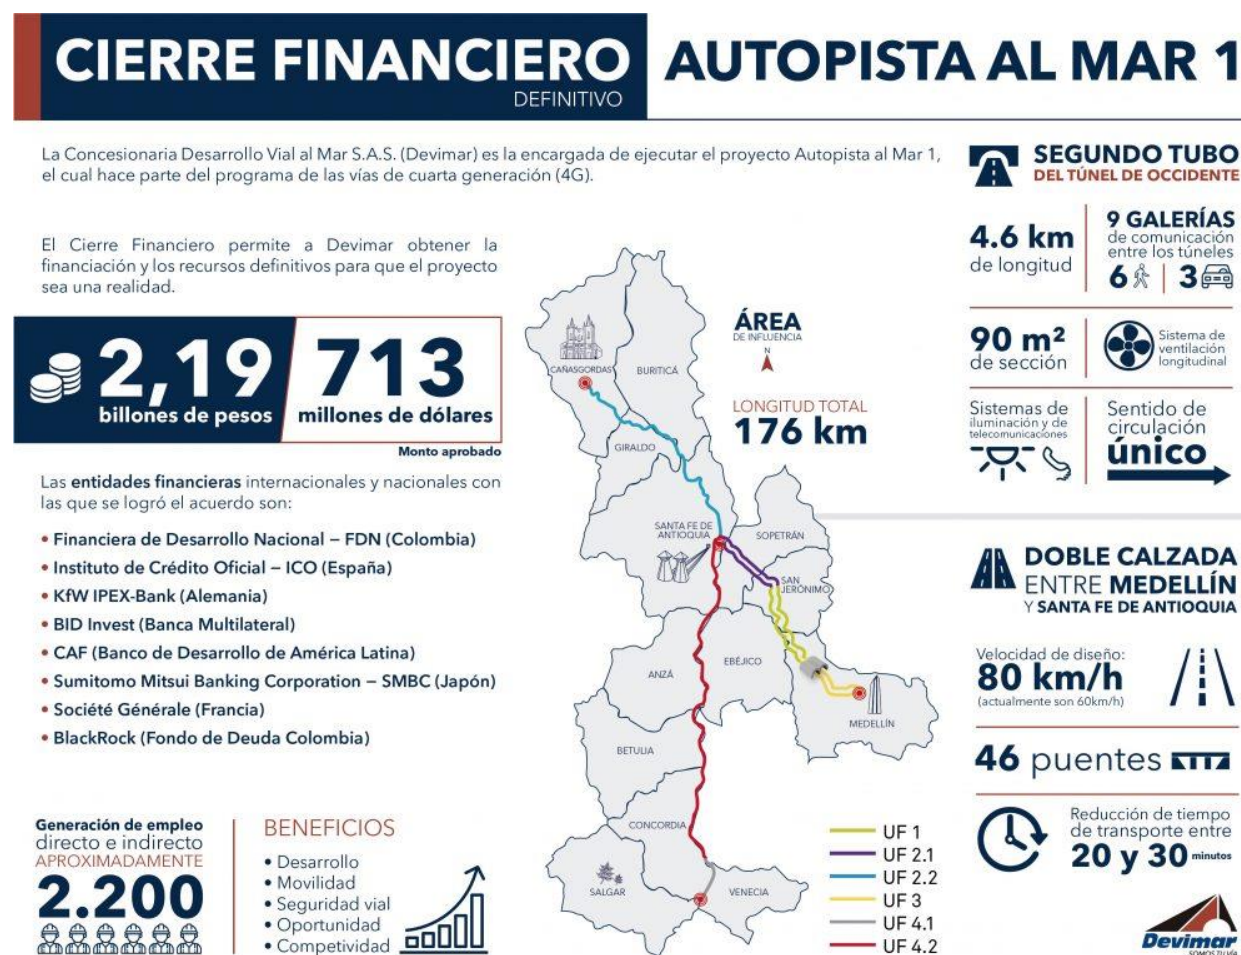 CIERRE FINANCIERO
DEFINITIVO
AUTOPISTA AL MAR 1
La Concesionaria Desarrollo Vial al Mar S.A.S. (Devimar) es la encargada de ejecutar el proyecto Autopista al Mar 1,
el cual hace parte del programa de las vías de cuarta generación (4G).
El Cierre Financiero permite a Devimar obtener la
financiación y los recursos definitivos para que el proyecto
sea una realidad.
2,19
billones de pesos
713
millones de dólares
Monto aprobado
Las entidades financieras internacionales y nacionales con
las que se logró el acuerdo son:
• Financiera de Desarrollo Nacional – FDN (Colombia)
• Instituto de Crédito Oficial – ICO (España)
• KfW IPEX-Bank (Alemania)
• BID Invest (Banca Multilateral)
• CAF (Banco de Desarrollo de América Latina)
• Sumitomo Mitsui Banking Corporation – SMBC (Japón)
• Société Générale (Francia)
• BlackRock (Fondo de Deuda Colombia)
Generación de empleo
directo e indirecto
APROXIMADAMENTE
2.200
BENEFICIOS
• Desarrollo
• Movilidad
• Seguridad vial
• Oportunidad
• Competividad
ÁREA
DE INFLUENCIA
N
LONGITUD TOTAL
176 km
CAÑASGORDAS
BURITICÁ
GIRALDO
SANTA FE DE
ANTIOQUIA
SOPETRÁN
SAN
JERÓNIMO
ANZÁ
EBÉJICO
MEDELLÍN
BETULIA
CONCORDIA
SALGAR
VENECIA
UF 1
UF 2.1
UF 2.2
UF 3
UF 4.1
UF 4.2
SEGUNDO TUBO
DEL TÚNEL DE OCCIDENTE
4.6 km
de longitud
9 GALERÍAS
de comunicación
entre los túneles
6
3
90 m²
de sección
Sistema de
ventilación
longitudinal
Sistemas de
iluminación y de
telecomunicaciones
Sentido de
circulación
único
DOBLE CALZADA
ENTRE MEDELLÍN
Y SANTA FE DE ANTIOQUIA
Velocidad de diseño:
80 km/h
(actualmente son 60km/h)
46 puentes
Reducción de tiempo
de transporte entre
20 y 30 minutos
Devimar
SOMOS TU VÍA